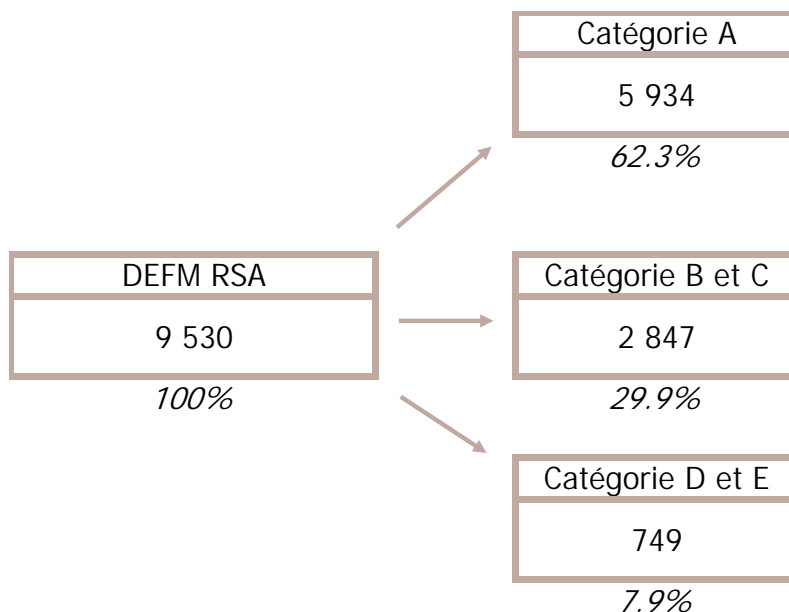 Catégorie A
5 934
62.3%
DEFM RSA
9 530
100%
Catégorie B et C
2 847
29.9%
Catégorie D et E
749
7.9%